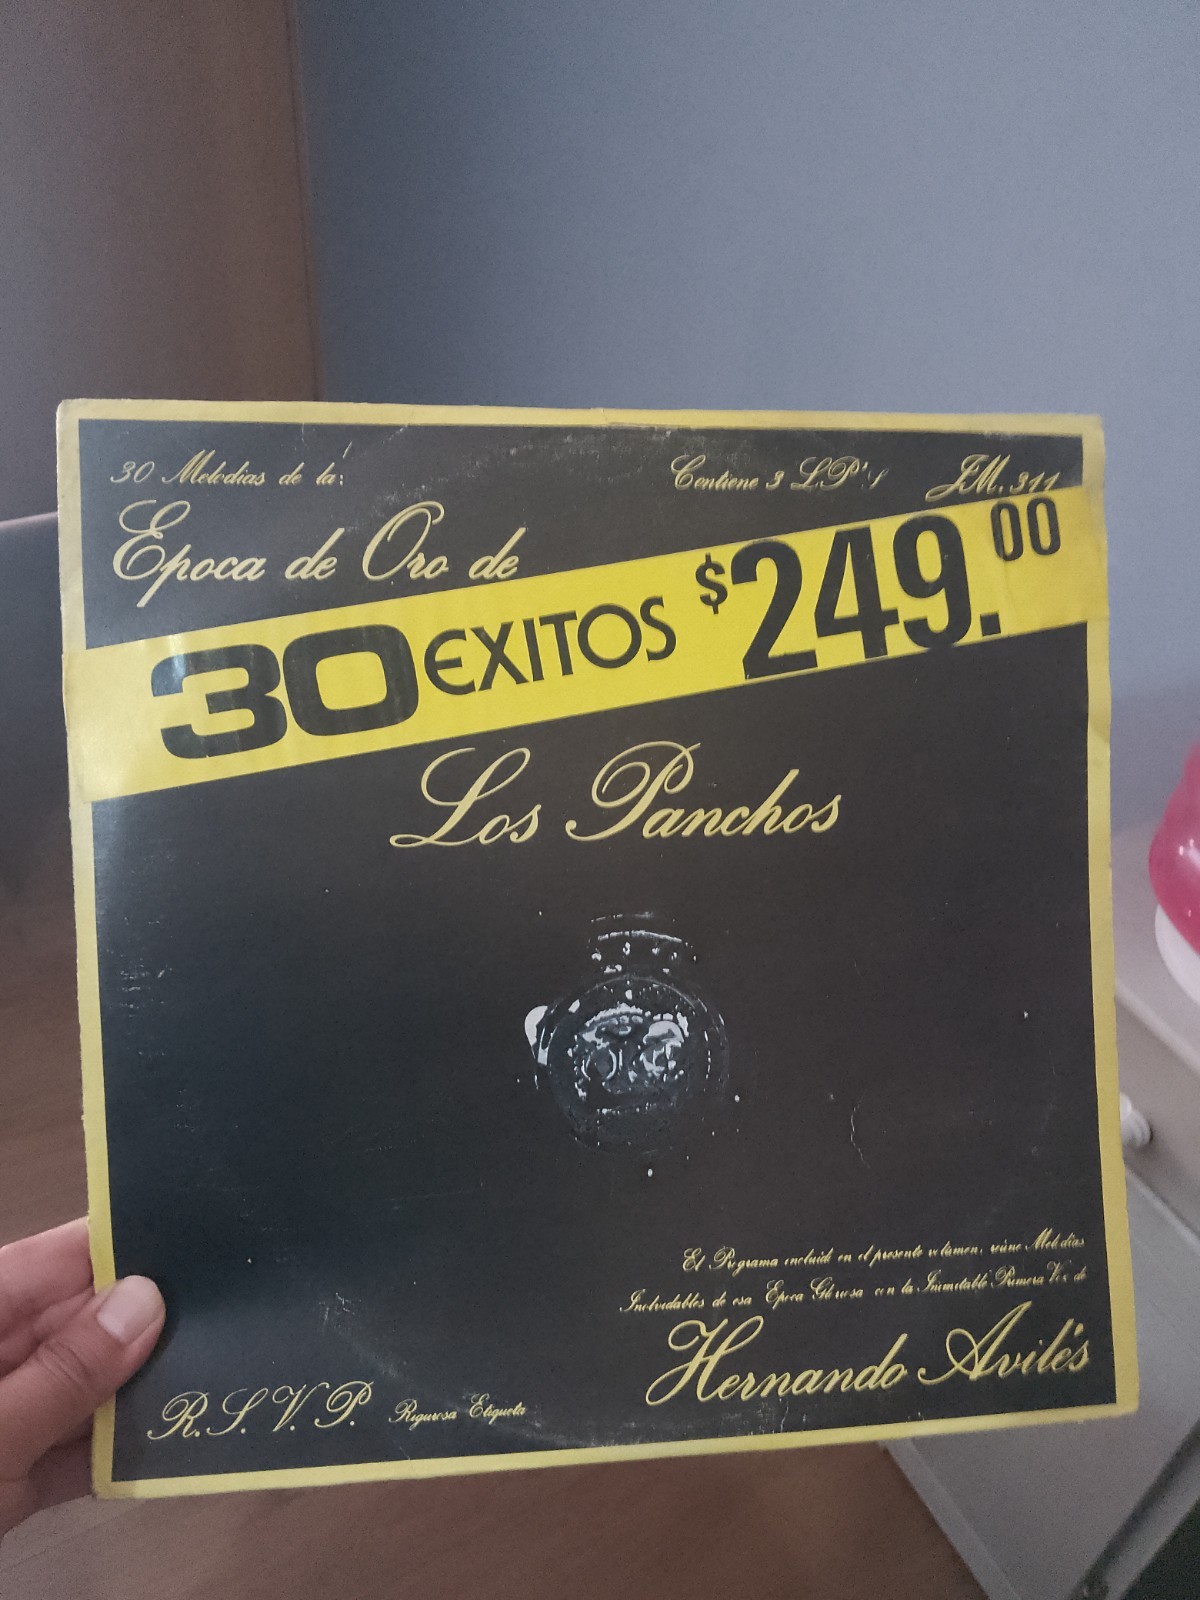 30 Melodías de la:
Contiene 3 LP's
JM. 311
Epoca de Oro de
30 EXITOS $249.00
Los Panchos
El Programa incluido en el presente volúmen, reúne Melodías
Inolvidables de esa Epoca Gloriosa con la Inimitable Primera Voz de
Hernando Avilés
R.S.V.P. Rigurosa Etiqueta